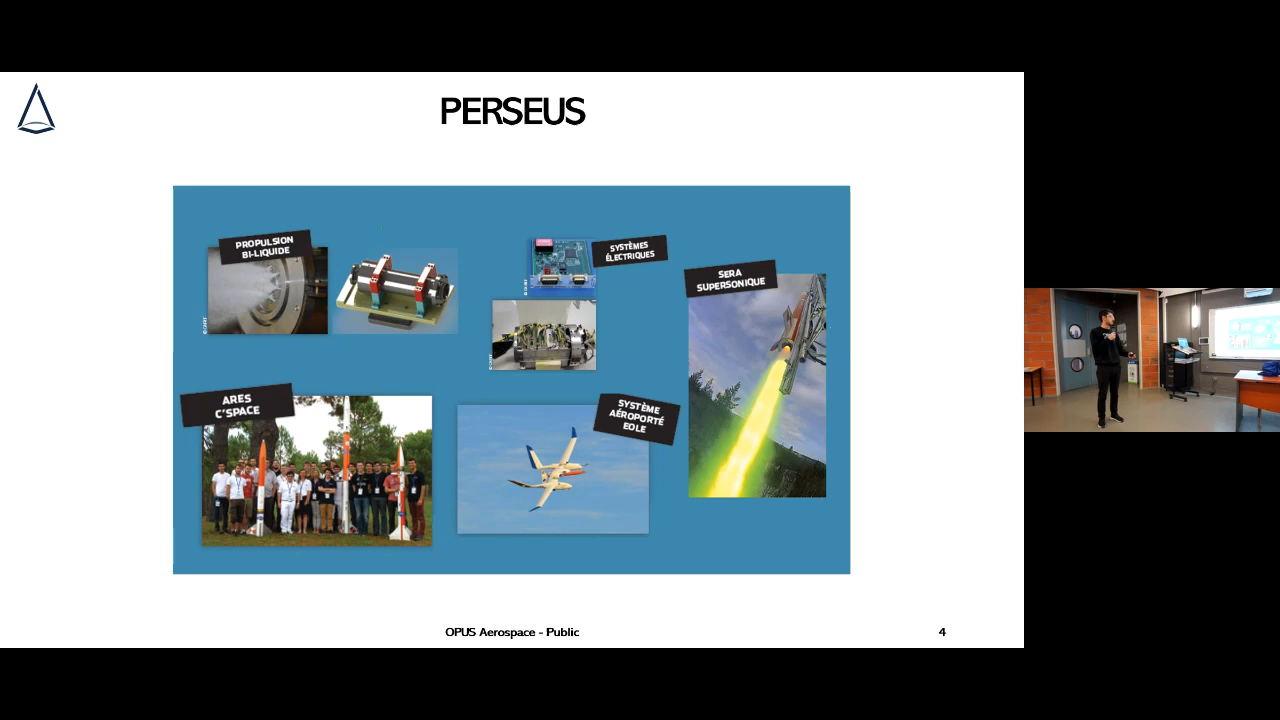 PERSEUS
PROPULSION
BI-LIQUIDE
SYSTÈMES
ÉLECTRIQUES
SERA
SUPERSONIQUE
ARES
C'SPACE
SYSTÈME
AÉROPORTÉ
EOLE
OPUS Aerospace - Public
4